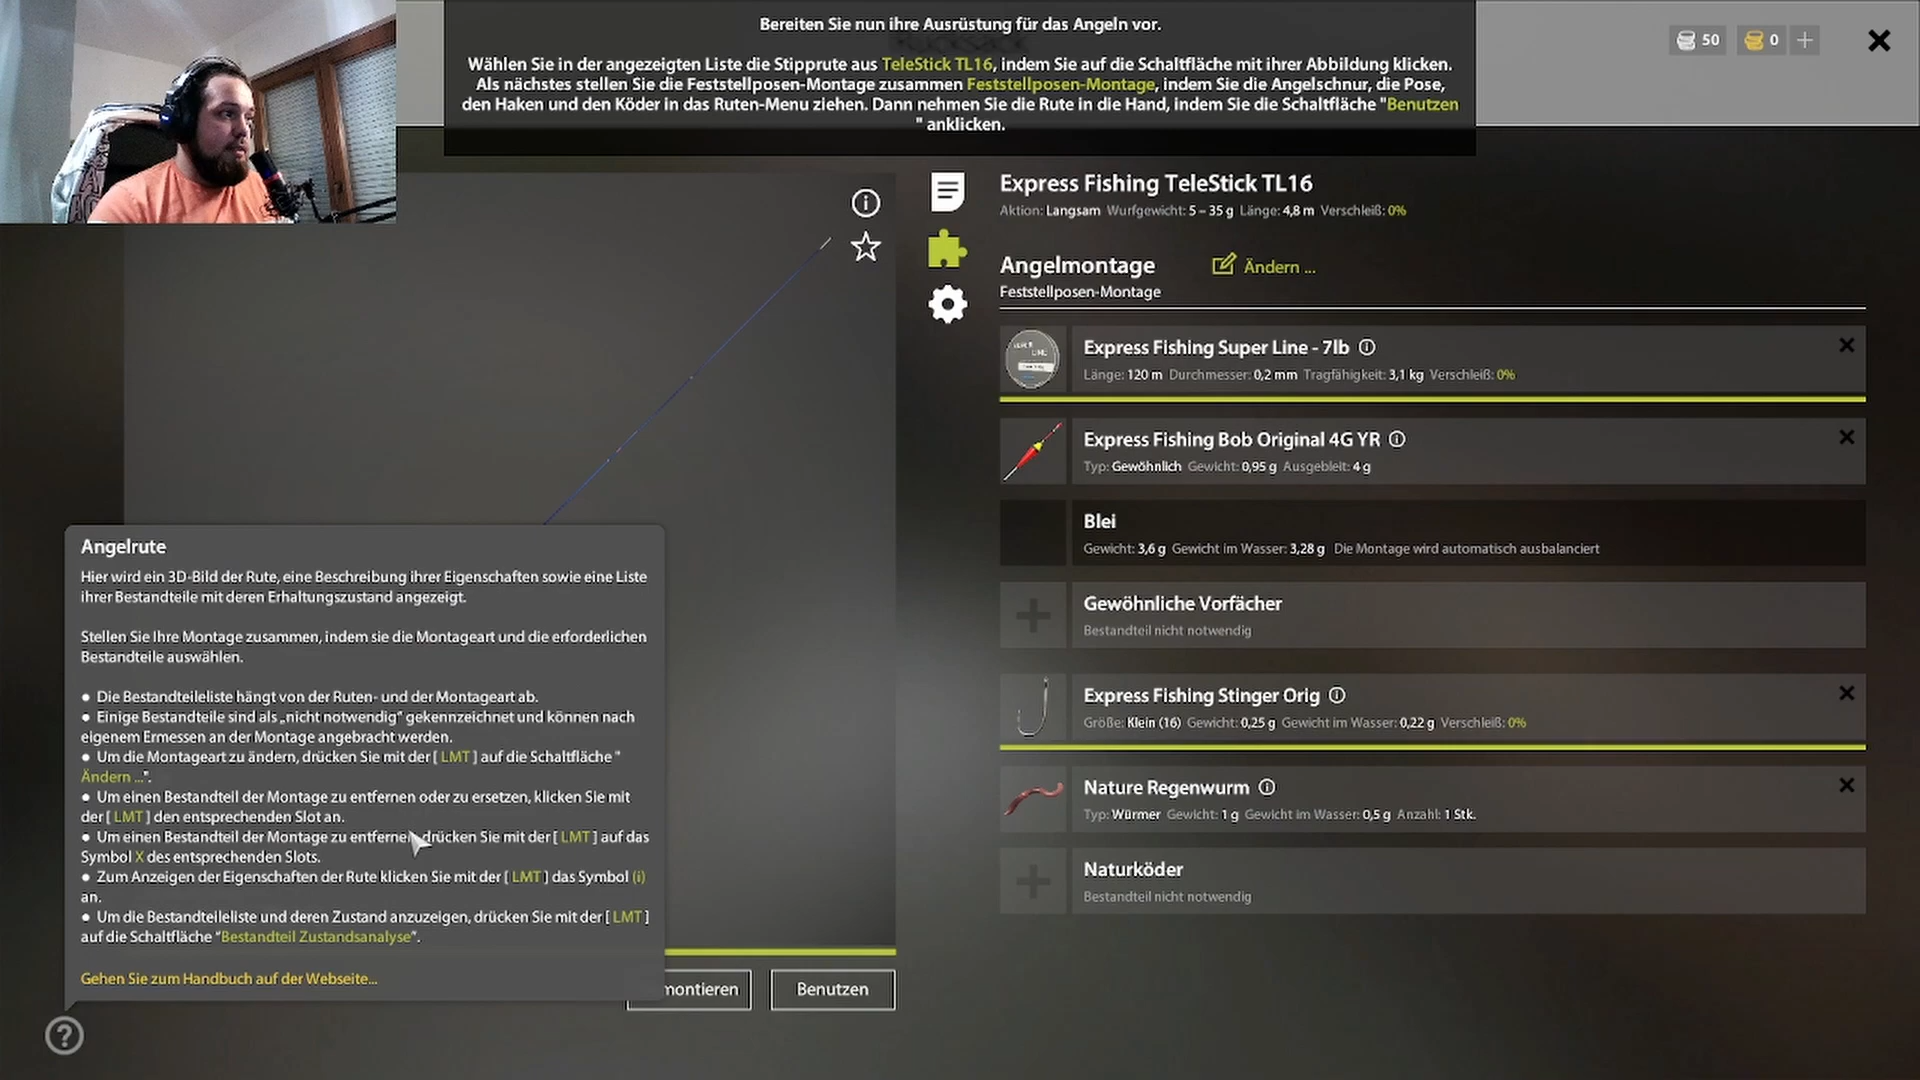 Bereiten Sie nun ihre Ausrüstung für das Angeln vor.
Wählen Sie in der angezeigten Liste die Stipprute aus TeleStick TL16, indem Sie auf die Schaltfläche mit ihrer Abbildung klicken.
Als nächstes stellen Sie die Feststellposen-Montage zusammen Feststellposen-Montage, indem Sie die Angelschnur, die Pose,
den Haken und den Köder in das Ruten-Menu ziehen. Dann nehmen Sie die Rute in die Hand, indem Sie die Schaltfläche "Benutzen
" anklicken.
50
0
Express Fishing TeleStick TL16
Aktion: Langsam Wurfgewicht: 5 – 35 g Länge: 4,8 m Verschleiß: 0%
Angelmontage
Ändern ...
Feststellposen-Montage
Express Fishing Super Line - 7lb
Länge: 120 m Durchmesser: 0,2 mm Tragfähigkeit: 3,1 kg Verschleiß: 0%
Express Fishing Bob Original 4G YR
Typ: Gewöhnlich Gewicht: 0,95 g Ausgebleit: 4 g
Blei
Gewicht: 3,6 g Gewicht im Wasser: 3,28 g Die Montage wird automatisch ausbalanciert
Gewöhnliche Vorfächer
Bestandteil nicht notwendig
Express Fishing Stinger Orig
Größe: Klein (16) Gewicht: 0,25 g Gewicht im Wasser: 0,22 g Verschleiß: 0%
Nature Regenwurm
Typ: Würmer Gewicht: 1 g Gewicht im Wasser: 0,5 g Anzahl: 1 Stk.
Naturköder
Bestandteil nicht notwendig
Angelrute
Hier wird ein 3D-Bild der Rute, eine Beschreibung ihrer Eigenschaften sowie eine Liste
ihrer Bestandteile mit deren Erhaltungszustand angezeigt.
Stellen Sie Ihre Montage zusammen, indem sie die Montageart und die erforderlichen
Bestandteile auswählen.
● Die Bestandteileliste hängt von der Ruten- und der Montageart ab.
● Einige Bestandteile sind als „nicht notwendig“ gekennzeichnet und können nach
eigenem Ermessen an der Montage angebracht werden.
● Um die Montageart zu ändern, drücken Sie mit der [ LMT ] auf die Schaltfläche "
Ändern ...".
● Um einen Bestandteil der Montage zu entfernen oder zu ersetzen, klicken Sie mit
der [ LMT ] den entsprechenden Slot an.
● Um einen Bestandteil der Montage zu entfernen, drücken Sie mit der [ LMT ] auf das
Symbol X des entsprechenden Slots.
● Zum Anzeigen der Eigenschaften der Rute klicken Sie mit der [ LMT ] das Symbol (i)
an.
● Um die Bestandteileliste und deren Zustand anzuzeigen, drücken Sie mit der [ LMT ]
auf die Schaltfläche “Bestandteil Zustandsanalyse”.
Gehen Sie zum Handbuch auf der Webseite...
montieren
Benutzen
?